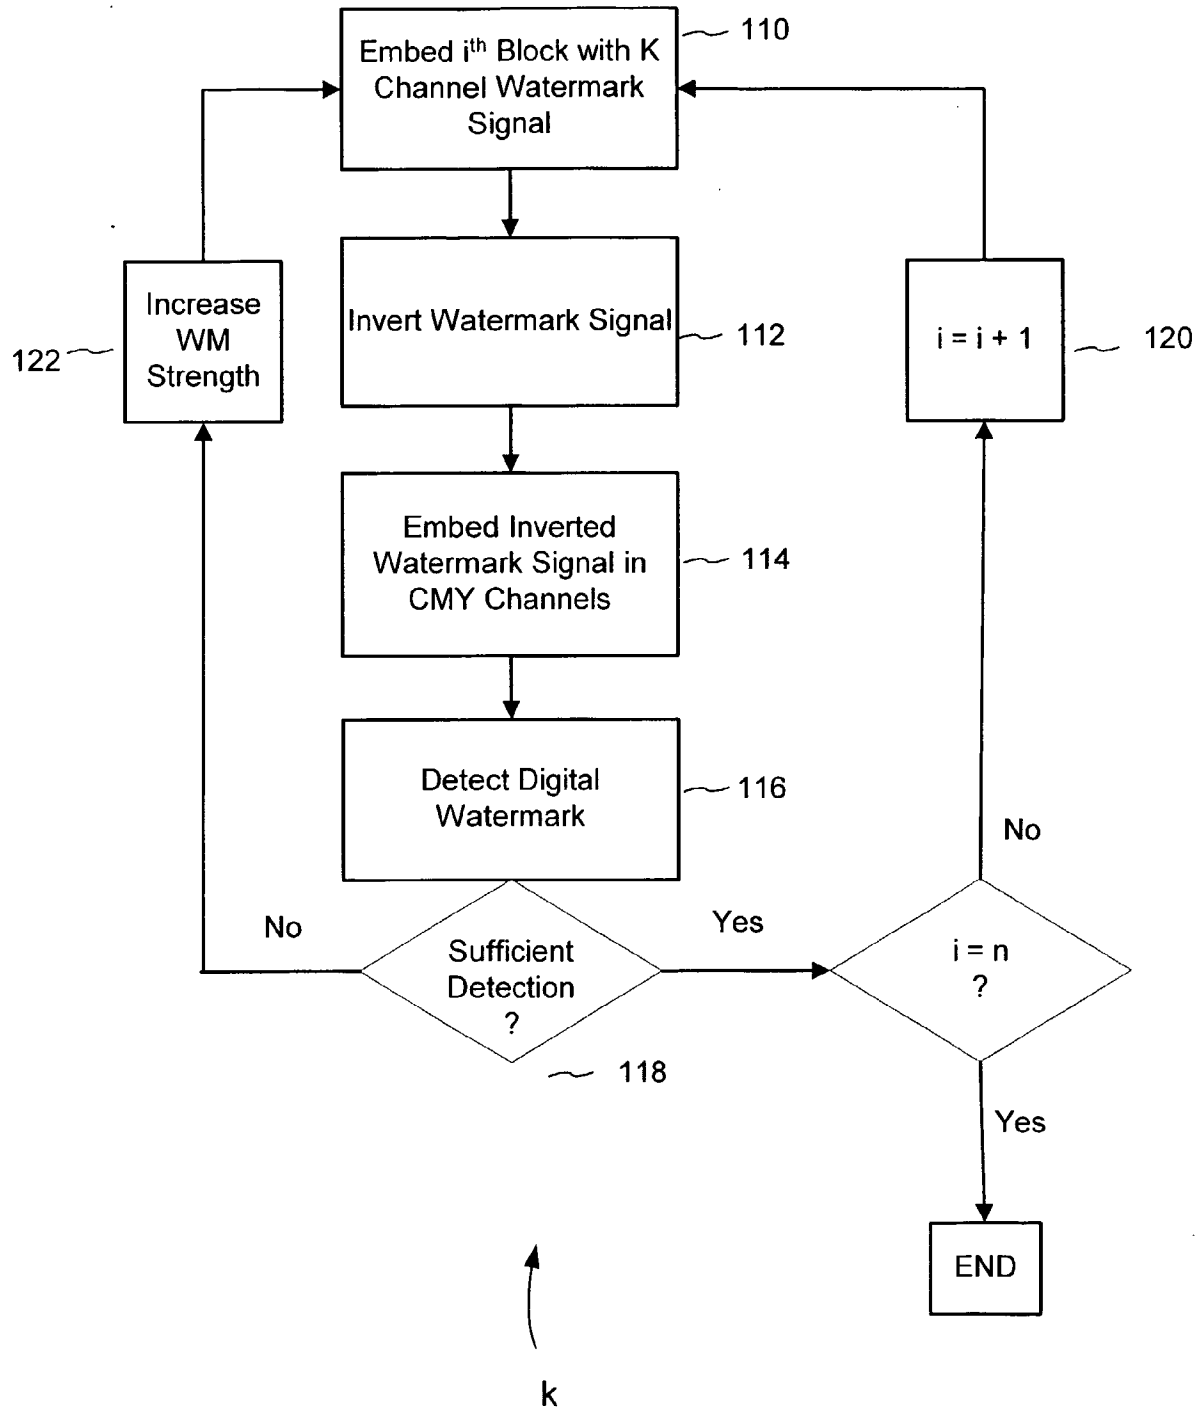 Embed ith Block with K
Channel Watermark
Signal
110
Invert Watermark Signal
112
Increase
WM
Strength
122
i = i + 1
120
Embed Inverted
Watermark Signal in
CMY Channels
114
Detect Digital
Watermark
116
No
Sufficient
Detection
?
118
Yes
No
i = n
?
Yes
END
k